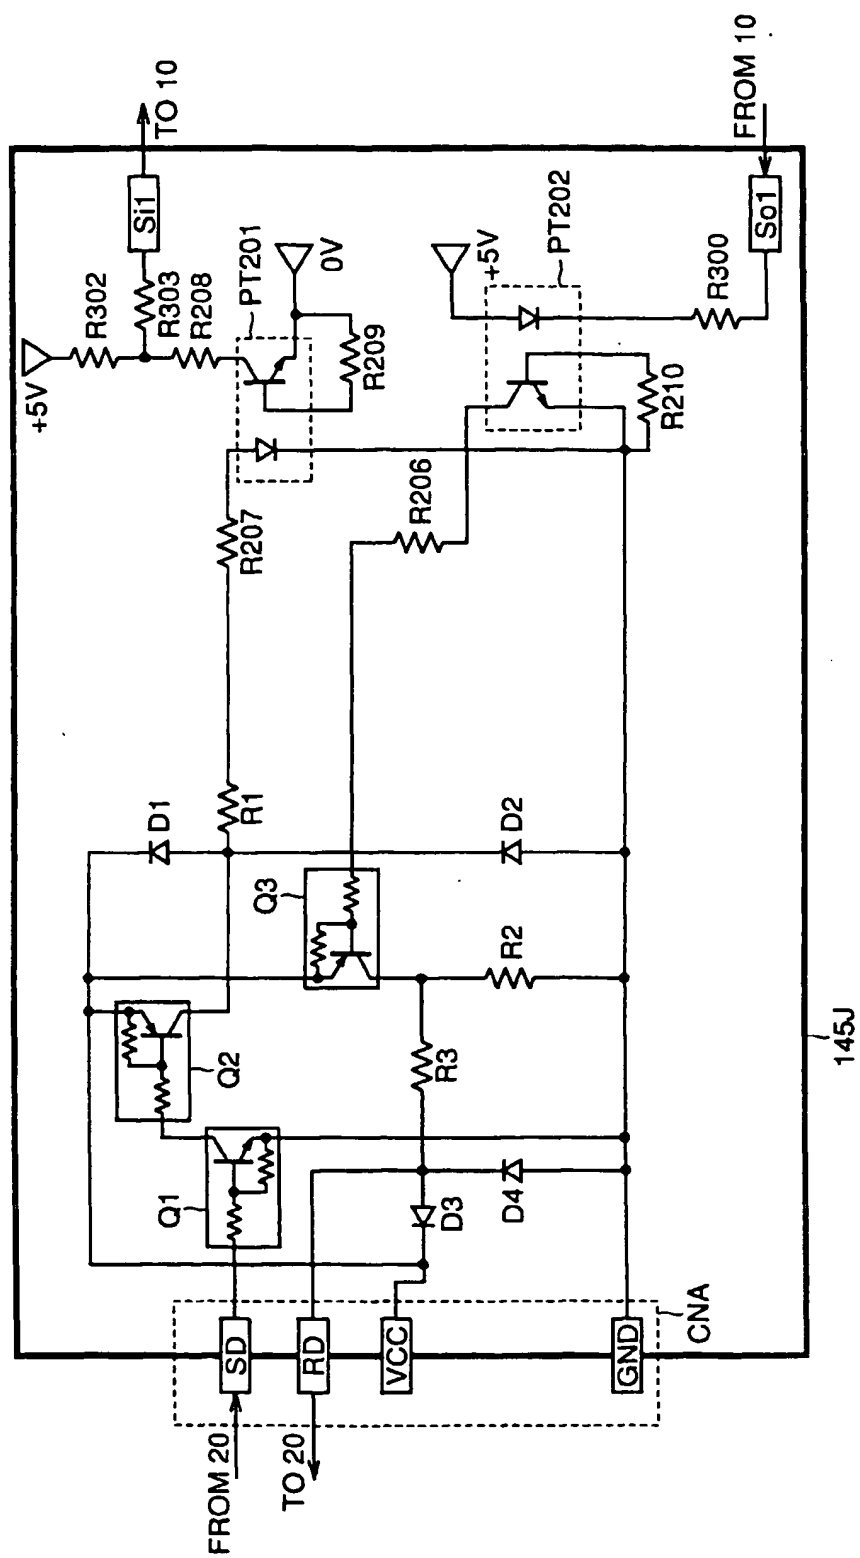 FROM 20
TO 20
SD
RD
VCC
GND
CNA
Q1
Q2
Q3
D3
D4
R3
R2
D1
D2
R1
R207
R206
+5V
R302
R303
R208
Si1
TO 10
PT201
0V
R209
+5V
PT202
R210
R300
So1
FROM 10
145J